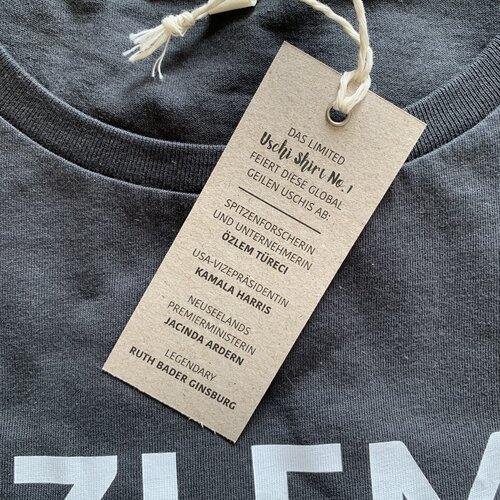 DAS LIMITED
Uschi Shirt No. 1
FEIERT DIESE GLOBAL
GEILEN USCHIS AB:
SPITZENFORSCHERIN
UND UNTERNEHMERIN
ÖZLEM TÜRECI
USA-VIZEPRÄSIDENTIN
KAMALA HARRIS
NEUSEELANDS
PREMIERMINISTERIN
JACINDA ARDERN
LEGENDARY
RUTH BADER GINSBURG
ZLEM